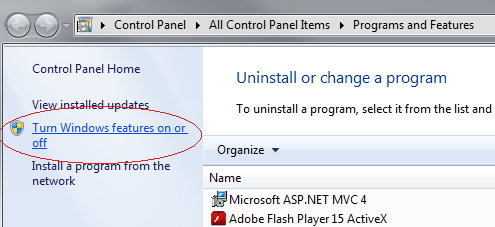 Control Panel ▸ All Control Panel Items ▸ Programs and Features
Control Panel Home
View installed updates
Turn Windows features on or
off
Install a program from the
network
Uninstall or change a program
To uninstall a program, select it from the list and
Organize
Name
Microsoft ASP.NET MVC 4
Adobe Flash Player 15 ActiveX